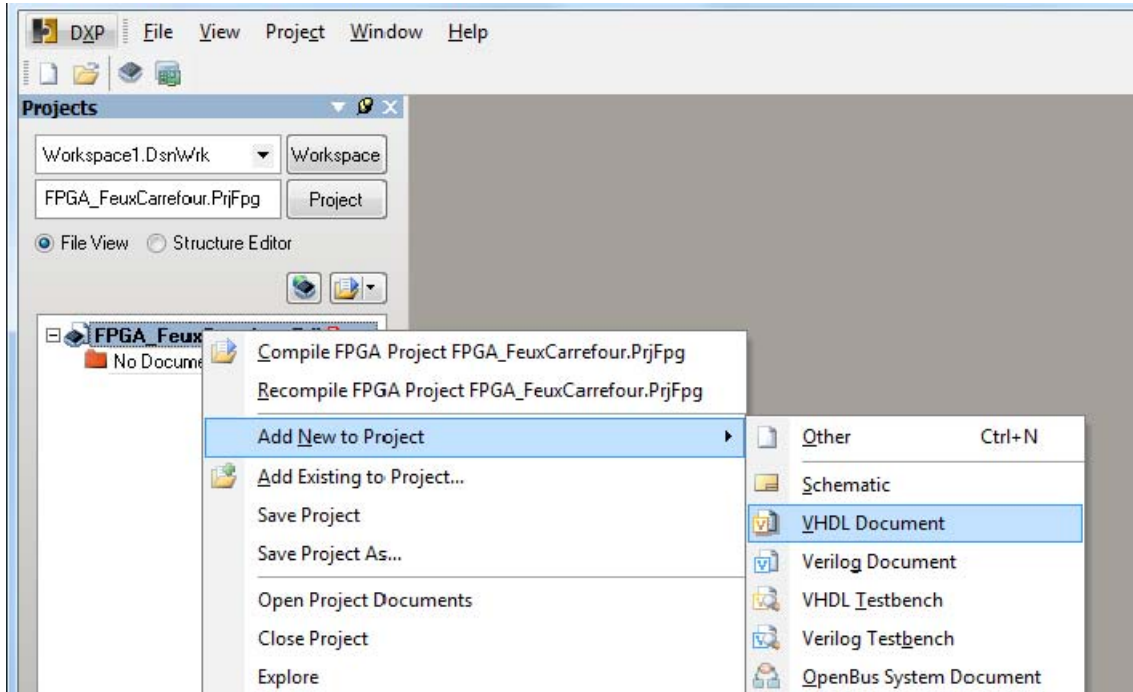 DXP File View Project Window Help
Projects
Workspace1.DsnWrk Workspace
FPGA_FeuxCarrefour.PrjFpg Project
File View Structure Editor
FPGA_Feux
No Docume
Compile FPGA Project FPGA_FeuxCarrefour.PrjFpg
Recompile FPGA Project FPGA_FeuxCarrefour.PrjFpg
Add New to Project
Add Existing to Project...
Save Project
Save Project As...
Open Project Documents
Close Project
Explore
Other Ctrl+N
Schematic
VHDL Document
Verilog Document
VHDL Testbench
Verilog Testbench
OpenBus System Document